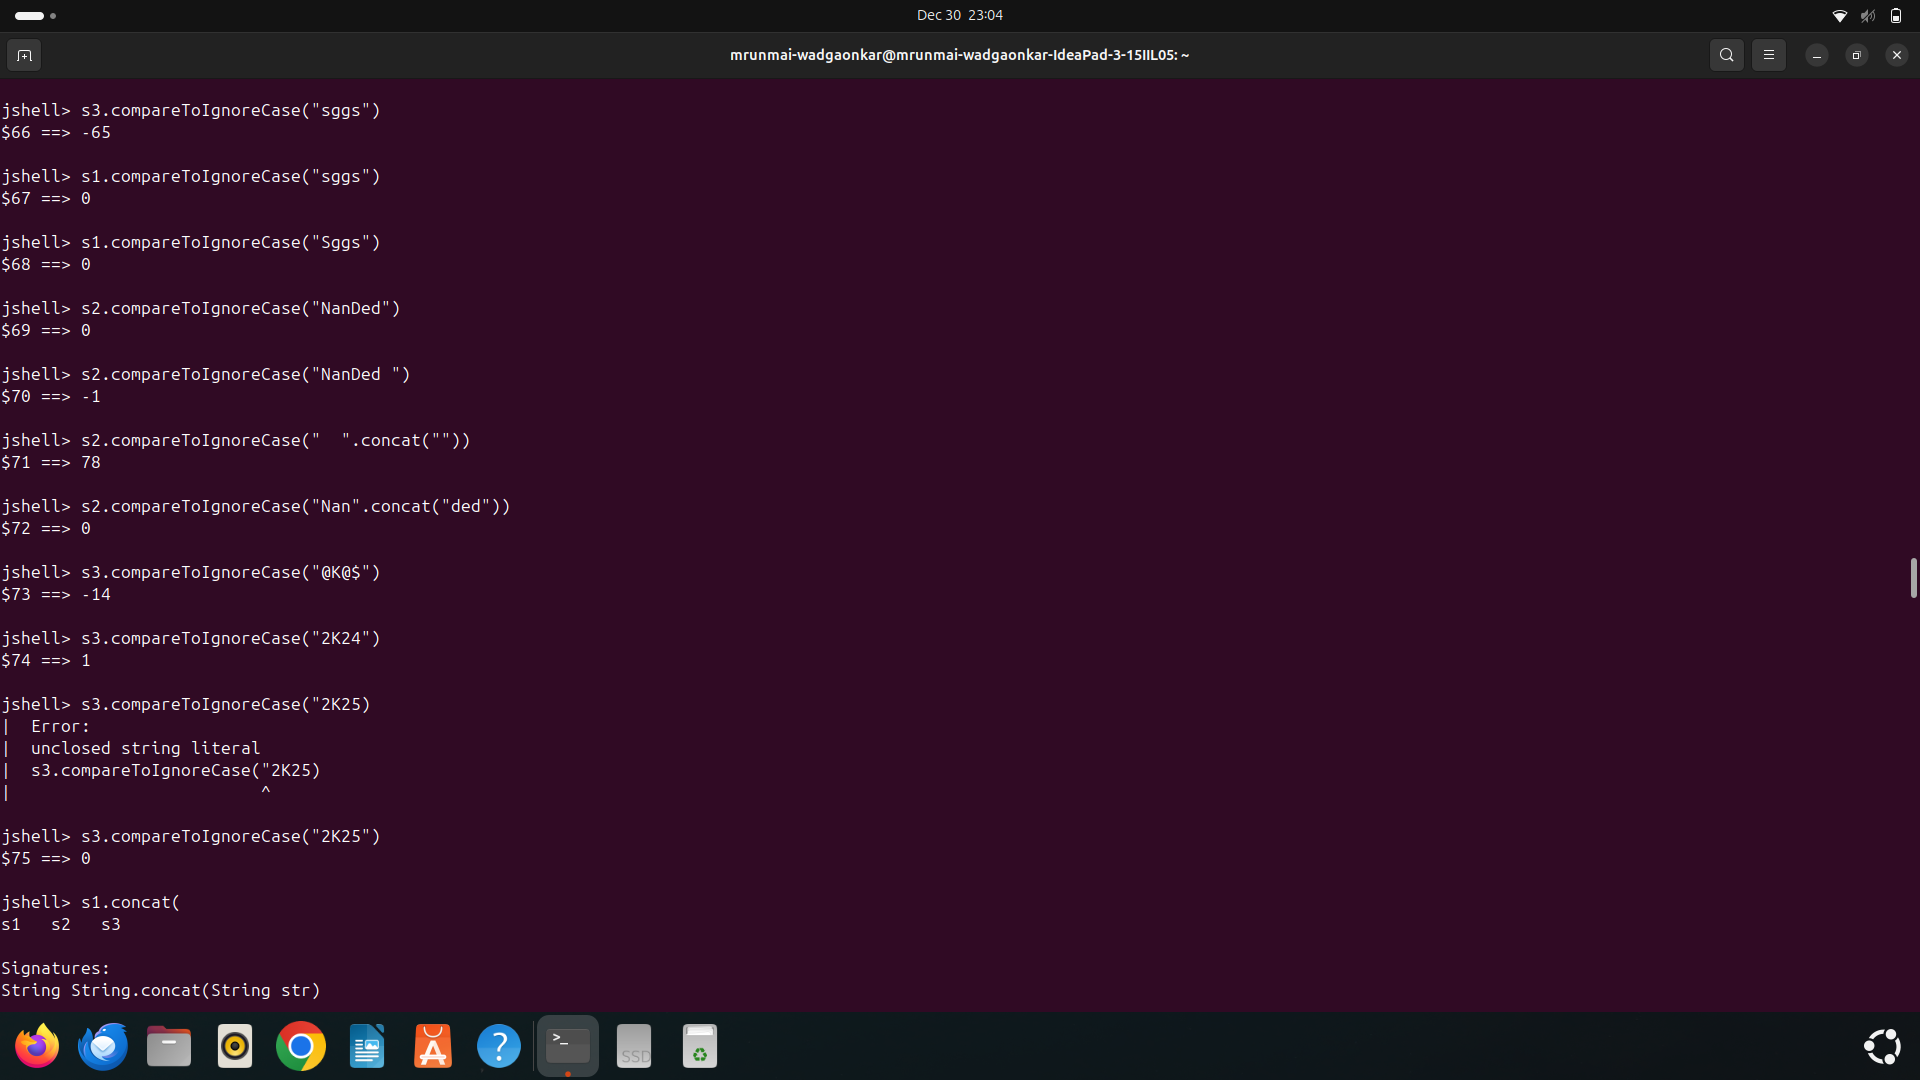 Dec 30 23:04
mrunmai-wadgaonkar@mrunmai-wadgaonkar-IdeaPad-3-15IIL05: ~
jshell> s3.compareToIgnoreCase("sggs")
$66 ==> -65
jshell> s1.compareToIgnoreCase("sggs")
$67 ==> 0
jshell> s1.compareToIgnoreCase("Sggs")
$68 ==> 0
jshell> s2.compareToIgnoreCase("NanDed")
$69 ==> 0
jshell> s2.compareToIgnoreCase("NanDed ")
$70 ==> -1
jshell> s2.compareToIgnoreCase("  ".concat(""))
$71 ==> 78
jshell> s2.compareToIgnoreCase("Nan".concat("ded"))
$72 ==> 0
jshell> s3.compareToIgnoreCase("@K@$")
$73 ==> -14
jshell> s3.compareToIgnoreCase("2K24")
$74 ==> 1
jshell> s3.compareToIgnoreCase("2K25)
|  Error:
|  unclosed string literal
|  s3.compareToIgnoreCase("2K25)
|                         ^
jshell> s3.compareToIgnoreCase("2K25")
$75 ==> 0
jshell> s1.concat(
s1   s2   s3
Signatures:
String String.concat(String str)
>_
?
SSD